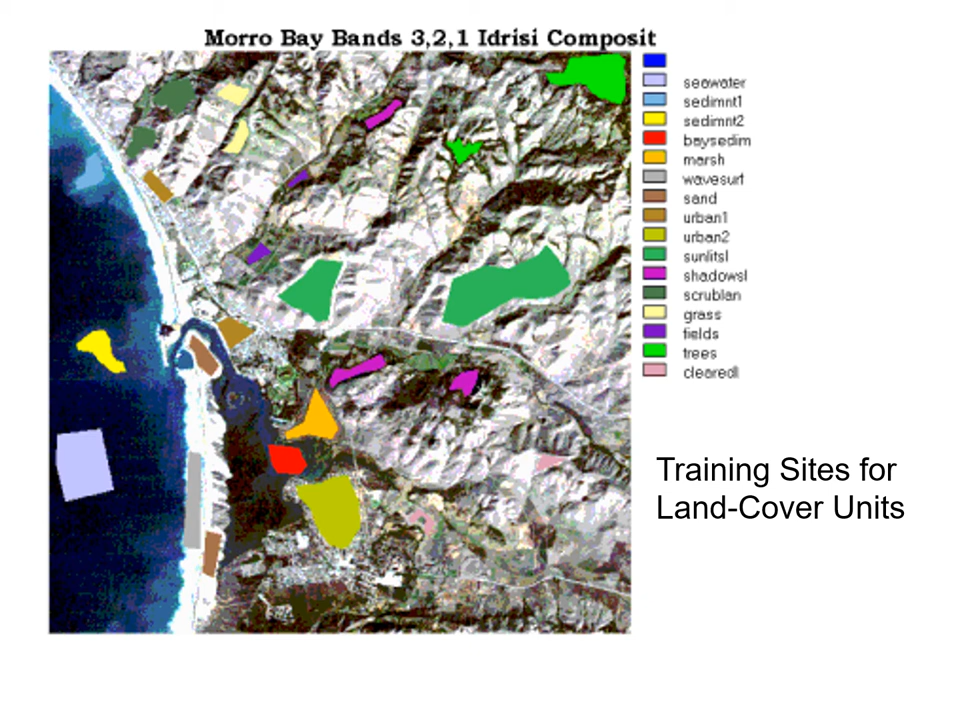 Morro Bay Bands 3,2,1 Idrisi Composit
seawater
sedimnt1
sedimnt2
baysedim
marsh
wavesurf
sand
urban1
urban2
sunlitsl
shadowsl
scrublan
grass
fields
trees
clearedl
Training Sites for
Land-Cover Units